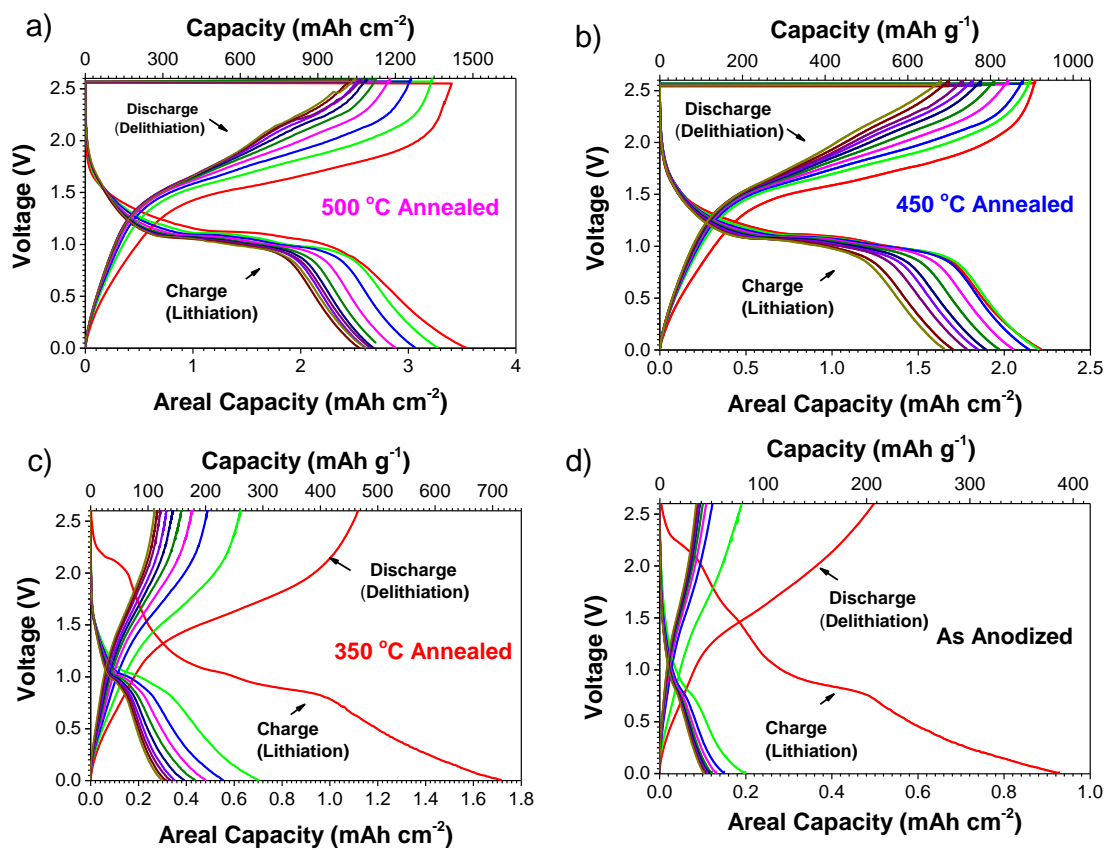 a)
Capacity (mAh cm-2)
0 300 600 900 1200 1500
Discharge
(Delithiation)
500 oC Annealed
Charge
(Lithiation)
Voltage (V)
2.5
2.0
1.5
1.0
0.5
0.0
0 1 2 3 4
Areal Capacity (mAh cm-2)
b)
Capacity (mAh g-1)
0 200 400 600 800 1000
Discharge
(Delithiation)
450 oC Annealed
Charge
(Lithiation)
Voltage (V)
2.5
2.0
1.5
1.0
0.5
0.0
0.0 0.5 1.0 1.5 2.0 2.5
Areal Capacity (mAh cm-2)
c)
Capacity (mAh g-1)
0 100 200 300 400 500 600 700
Discharge
(Delithiation)
350 oC Annealed
Charge
(Lithiation)
Voltage (V)
2.5
2.0
1.5
1.0
0.5
0.0
0.0 0.2 0.4 0.6 0.8 1.0 1.2 1.4 1.6 1.8
Areal Capacity (mAh cm-2)
d)
Capacity (mAh g-1)
0 100 200 300 400
Discharge
(Delithiation)
As Anodized
Charge
(Lithiation)
Voltage (V)
2.5
2.0
1.5
1.0
0.5
0.0
0.0 0.2 0.4 0.6 0.8 1.0
Areal Capacity (mAh cm-2)